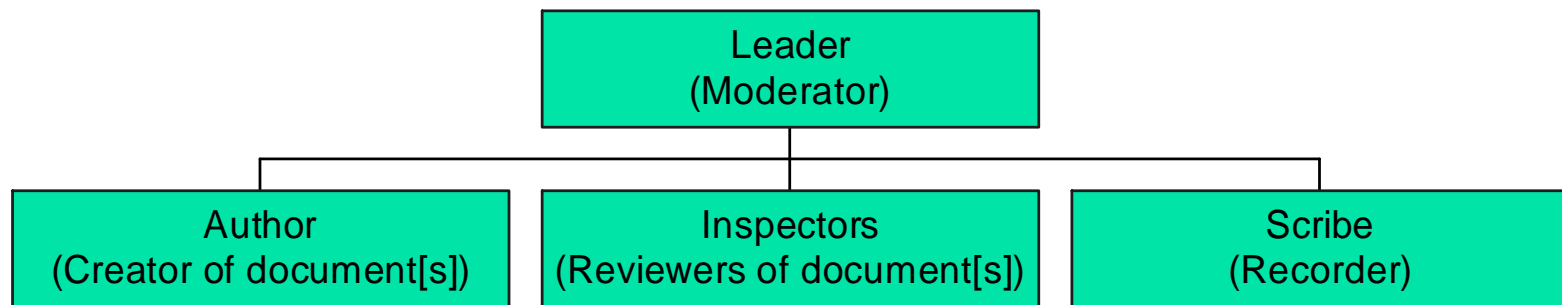 Leader
(Moderator)
Author
(Creator of document[s])
Inspectors
(Reviewers of document[s])
Scribe
(Recorder)